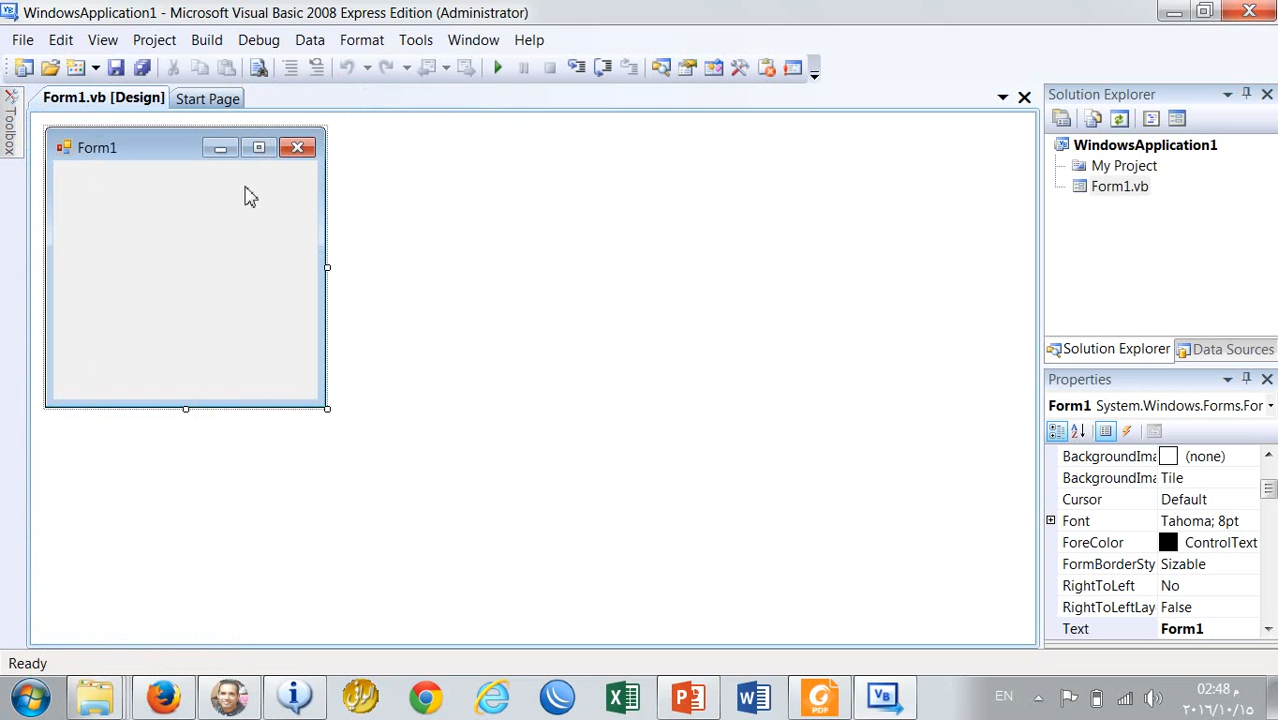 WindowsApplication1 - Microsoft Visual Basic 2008 Express Edition (Administrator)
File Edit View Project Build Debug Data Format Tools Window Help
Form1.vb [Design] Start Page
Toolbox
Form1
Solution Explorer
WindowsApplication1
My Project
Form1.vb
Solution Explorer Data Sources
Properties
Form1 System.Windows.Forms.For
BackgroundIma (none)
BackgroundIma Tile
Cursor Default
Font Tahoma; 8pt
ForeColor ControlText
FormBorderSty Sizable
RightToLeft No
RightToLeftLay False
Text Form1
Ready
EN
02:48 م
٢٠١٦/١٠/١٥